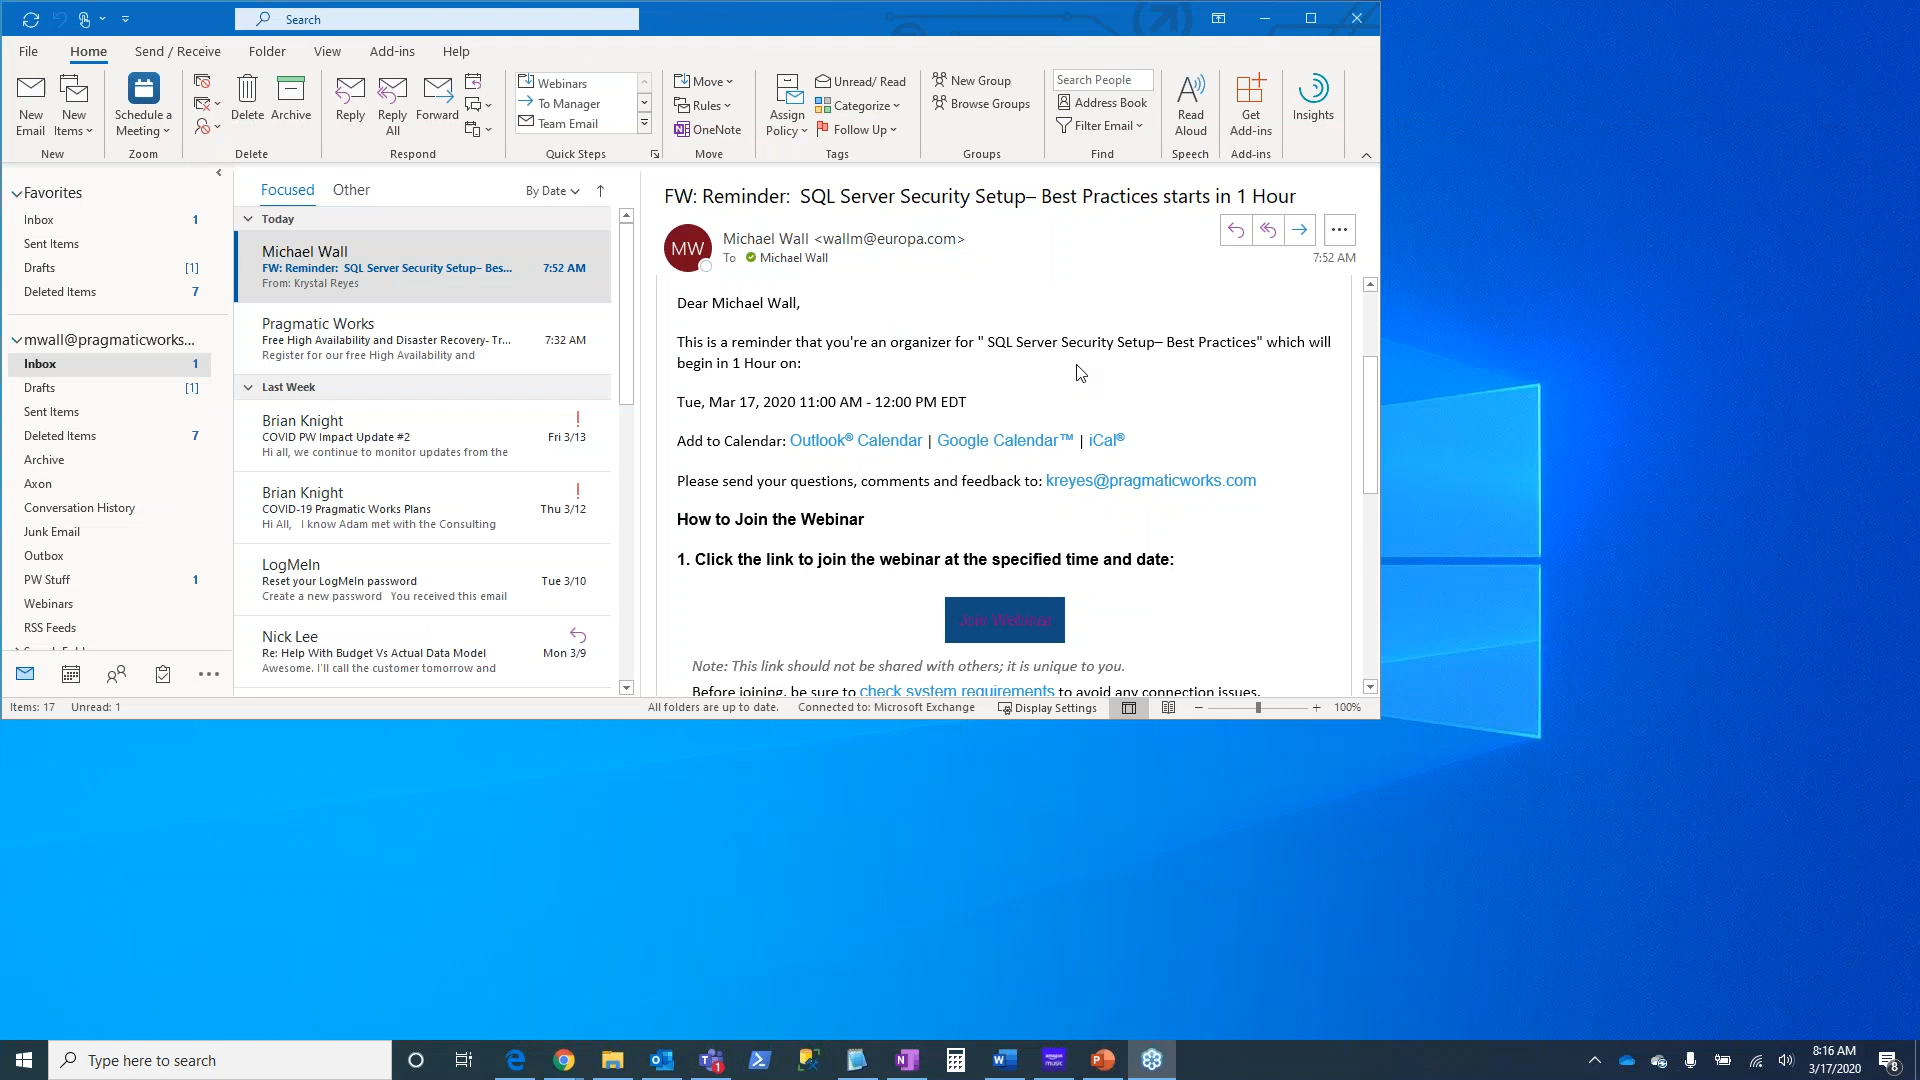 Search
File Home Send / Receive Folder View Add-ins Help
New Email
New Items
New
Schedule a Meeting
Zoom
Delete
Archive
Delete
Reply
Reply All
Forward
Respond
Webinars
To Manager
Team Email
Quick Steps
Move
Rules
OneNote
Move
Assign Policy
Unread/ Read
Categorize
Follow Up
Tags
New Group
Browse Groups
Groups
Search People
Address Book
Filter Email
Find
Read Aloud
Speech
Get Add-ins
Add-ins
Insights
Favorites
Inbox 1
Sent Items
Drafts [1]
Deleted Items 7
mwall@pragmaticworks...
Inbox 1
Drafts [1]
Sent Items
Deleted Items 7
Archive
Axon
Conversation History
Junk Email
Outbox
PW Stuff 1
Webinars
RSS Feeds
Focused Other By Date
Today
Michael Wall
FW: Reminder: SQL Server Security Setup– Bes... 7:52 AM
From: Krystal Reyes
Pragmatic Works
Free High Availability and Disaster Recovery- Tr... 7:32 AM
Register for our free High Availability and
Last Week
Brian Knight
COVID PW Impact Update #2 Fri 3/13
Hi all, we continue to monitor updates from the
Brian Knight
COVID-19 Pragmatic Works Plans Thu 3/12
Hi All, I know Adam met with the Consulting
LogMeIn
Reset your LogMeIn password Tue 3/10
Create a new password You received this email
Nick Lee
Re: Help With Budget Vs Actual Data Model Mon 3/9
Awesome. I'll call the customer tomorrow and
FW: Reminder: SQL Server Security Setup– Best Practices starts in 1 Hour
MW
Michael Wall <wallm@europa.com>
To Michael Wall
7:52 AM
Dear Michael Wall,
This is a reminder that you're an organizer for " SQL Server Security Setup– Best Practices" which will
begin in 1 Hour on:
Tue, Mar 17, 2020 11:00 AM - 12:00 PM EDT
Add to Calendar: Outlook® Calendar | Google Calendar™ | iCal®
Please send your questions, comments and feedback to: kreyes@pragmaticworks.com
How to Join the Webinar
1. Click the link to join the webinar at the specified time and date:
Join Webinar
Note: This link should not be shared with others; it is unique to you.
Before joining, be sure to check system requirements to avoid any connection issues.
Items: 17 Unread: 1 All folders are up to date. Connected to: Microsoft Exchange Display Settings 100%
Type here to search
1
amazon music
8:16 AM
3/17/2020
8